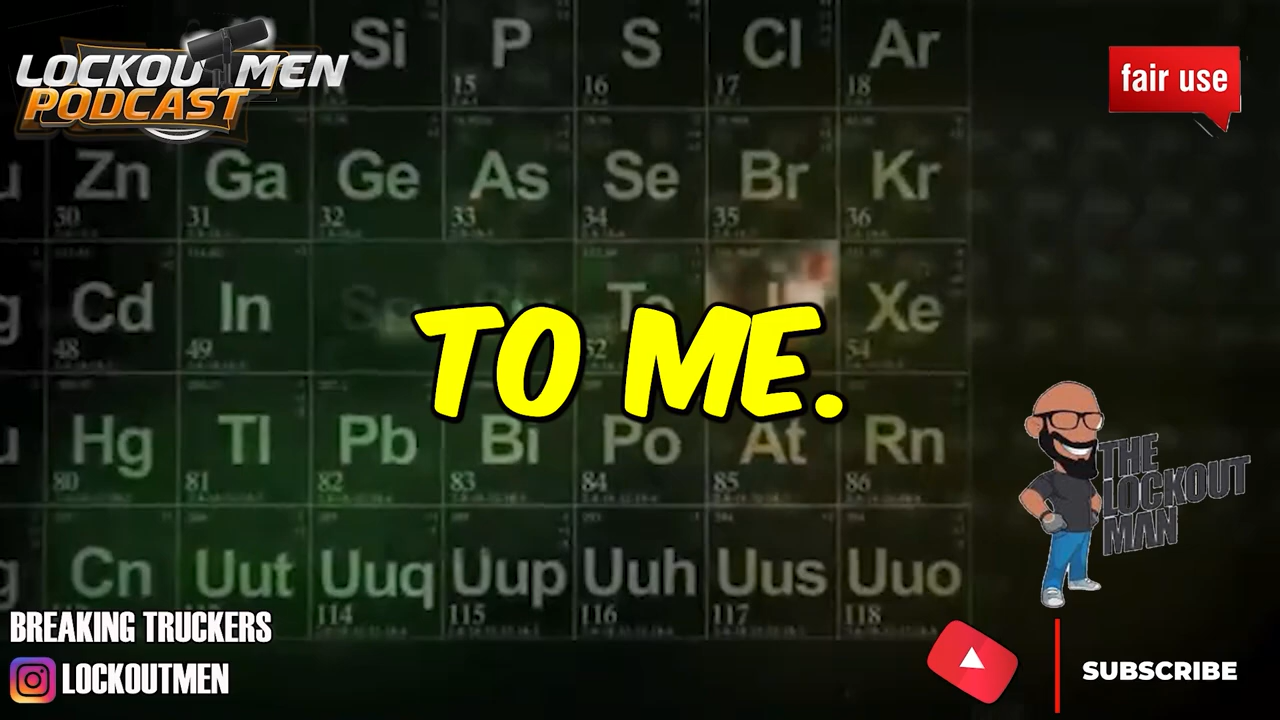 LOCKOUTMEN
PODCAST
fair use
Si P S Cl Ar
15 16 17 18
Zn Ga Ge As Se Br Kr
30 31 32 33 34 35 36
Cd In Te I Xe
48 49 52 54
TO ME.
Hg Tl Pb Bi Po At Rn
80 81 82 83 84 85 86
Cn Uut Uuq Uup Uuh Uus Uuo
114 115 116 117 118
THE
LOCKOUT
MAN
BREAKING TRUCKERS
LOCKOUTMEN
SUBSCRIBE